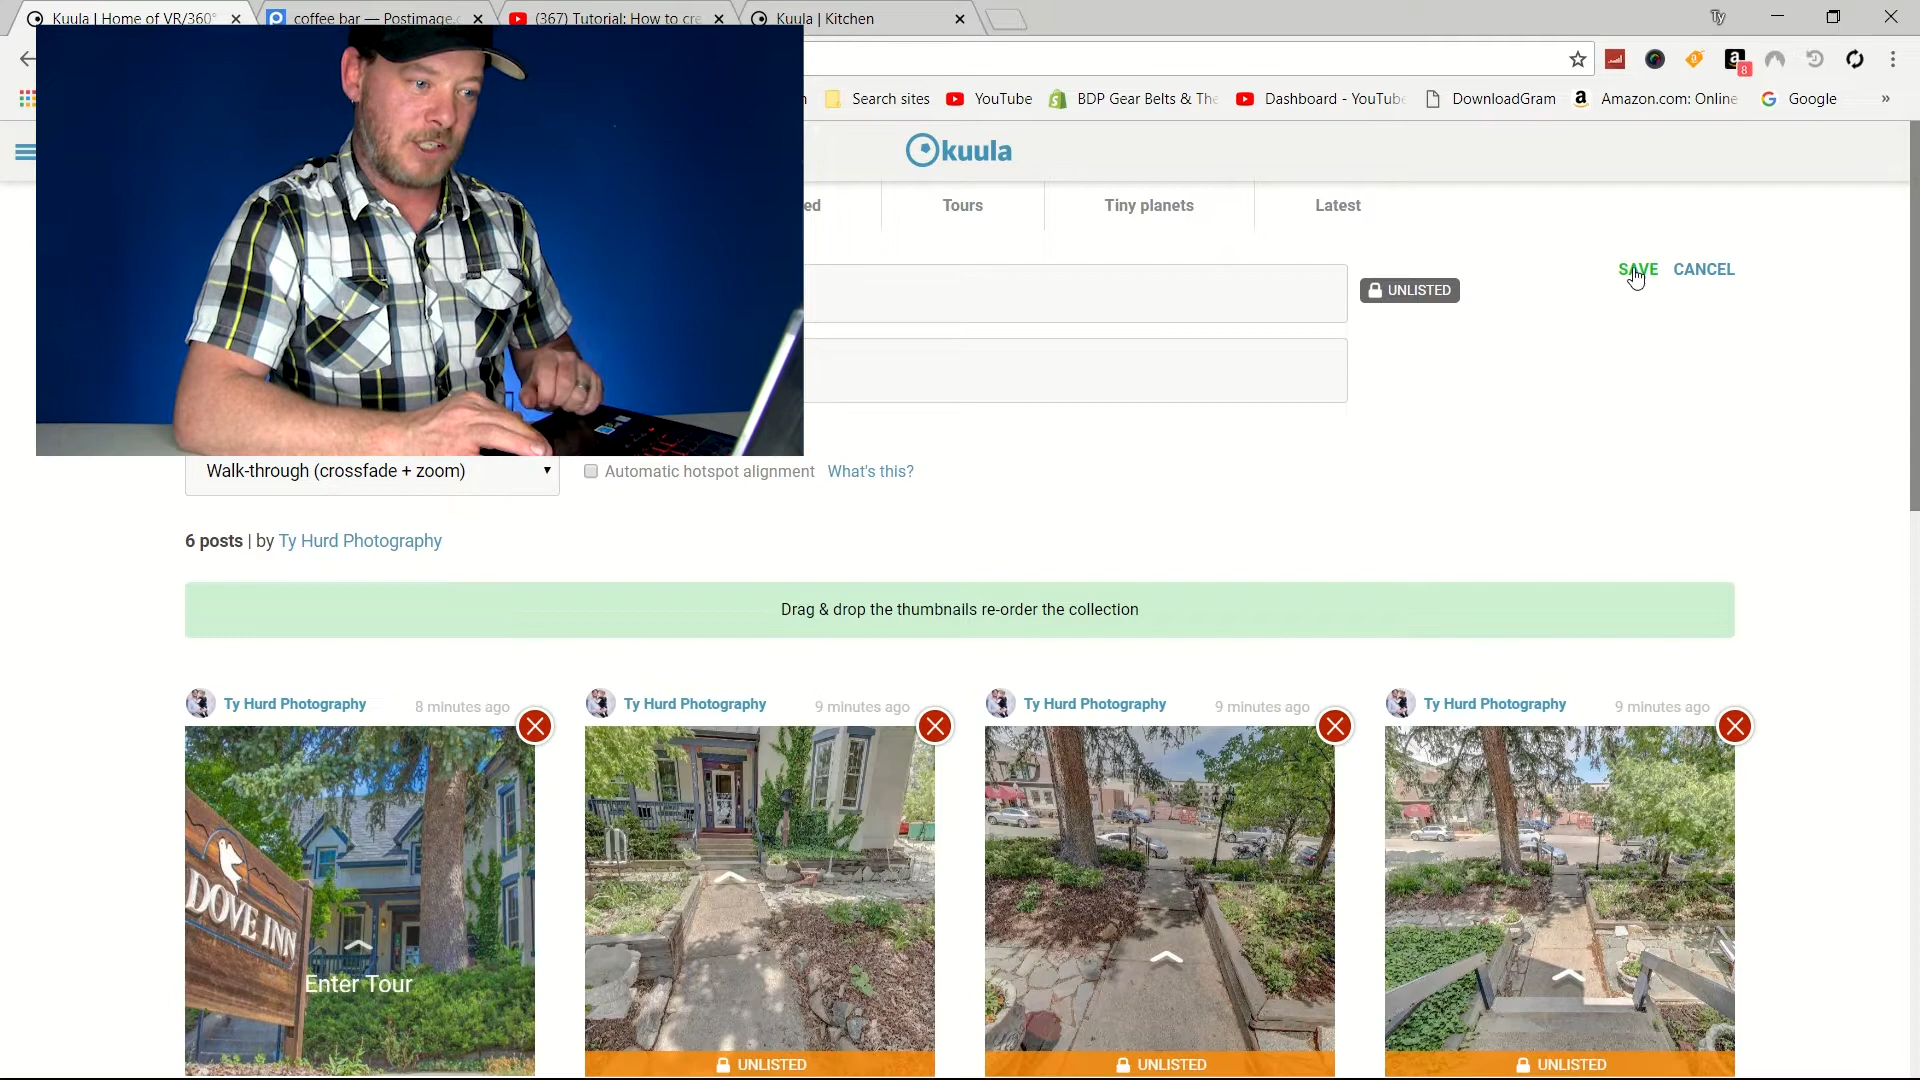 Kuula | Home of VR/360°
coffee bar — Postimage.c
(367) Tutorial: How to cre
Kuula | Kitchen
Ty
8
Search sites
YouTube
BDP Gear Belts & The
Dashboard - YouTube
DownloadGram
Amazon.com: Online
Google
»
kuula
ed
Tours
Tiny planets
Latest
SAVE
CANCEL
UNLISTED
Walk-through (crossfade + zoom)
Automatic hotspot alignment
What's this?
6 posts | by Ty Hurd Photography
Drag & drop the thumbnails re-order the collection
Ty Hurd Photography
8 minutes ago
Ty Hurd Photography
9 minutes ago
Ty Hurd Photography
9 minutes ago
Ty Hurd Photography
9 minutes ago
DOVE INN
Enter Tour
UNLISTED
UNLISTED
UNLISTED